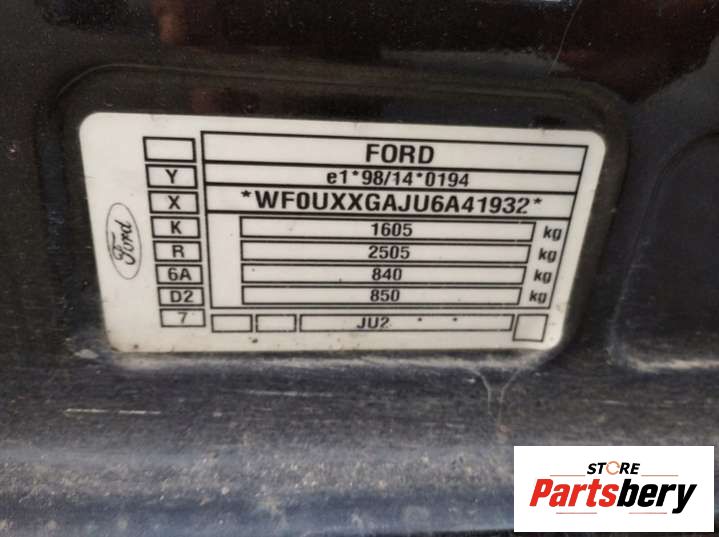 FORD
Y e1*98/14*0194
X *WF0UXXGAJU6A41932*
K 1605 kg
R 2505 kg
6A 840 kg
D2 850 kg
7 JU2 * *
Ford
STORE
Partsbery